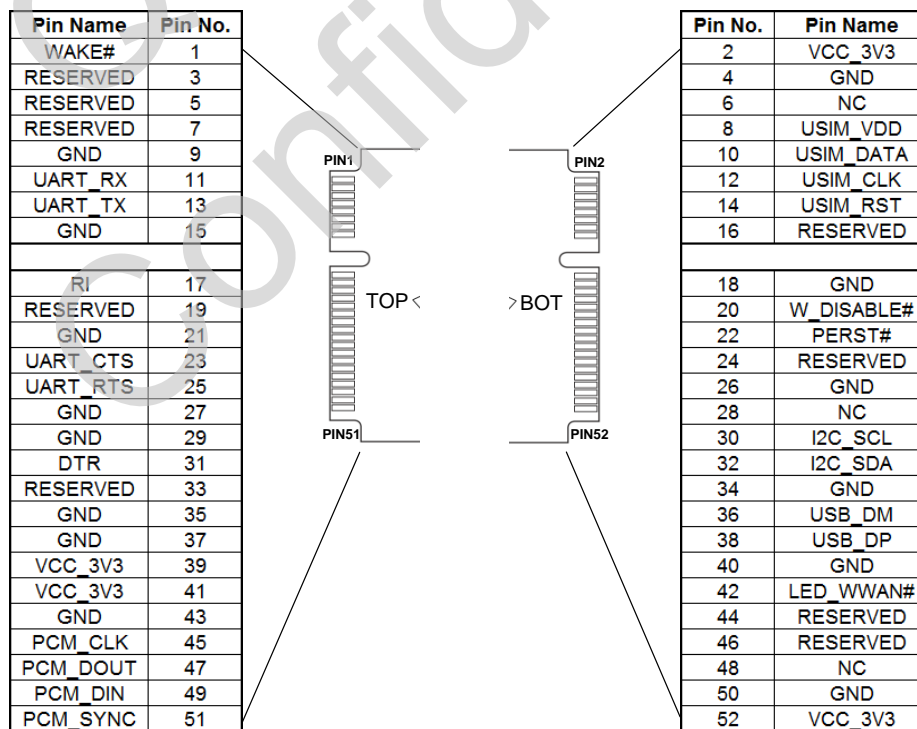 Pin Name Pin No.
WAKE# 1
RESERVED 3
RESERVED 5
RESERVED 7
GND 9
UART_RX 11
UART_TX 13
GND 15
RI 17
RESERVED 19
GND 21
UART_CTS 23
UART_RTS 25
GND 27
GND 29
DTR 31
RESERVED 33
GND 35
GND 37
VCC_3V3 39
VCC_3V3 41
GND 43
PCM_CLK 45
PCM_DOUT 47
PCM_DIN 49
PCM_SYNC 51
PIN1
TOP
PIN51
PIN2
BOT
PIN52
Pin No. Pin Name
2 VCC_3V3
4 GND
6 NC
8 USIM_VDD
10 USIM_DATA
12 USIM_CLK
14 USIM_RST
16 RESERVED
18 GND
20 W_DISABLE#
22 PERST#
24 RESERVED
26 GND
28 NC
30 I2C_SCL
32 I2C_SDA
34 GND
36 USB_DM
38 USB_DP
40 GND
42 LED_WWAN#
44 RESERVED
46 RESERVED
48 NC
50 GND
52 VCC_3V3
Confid